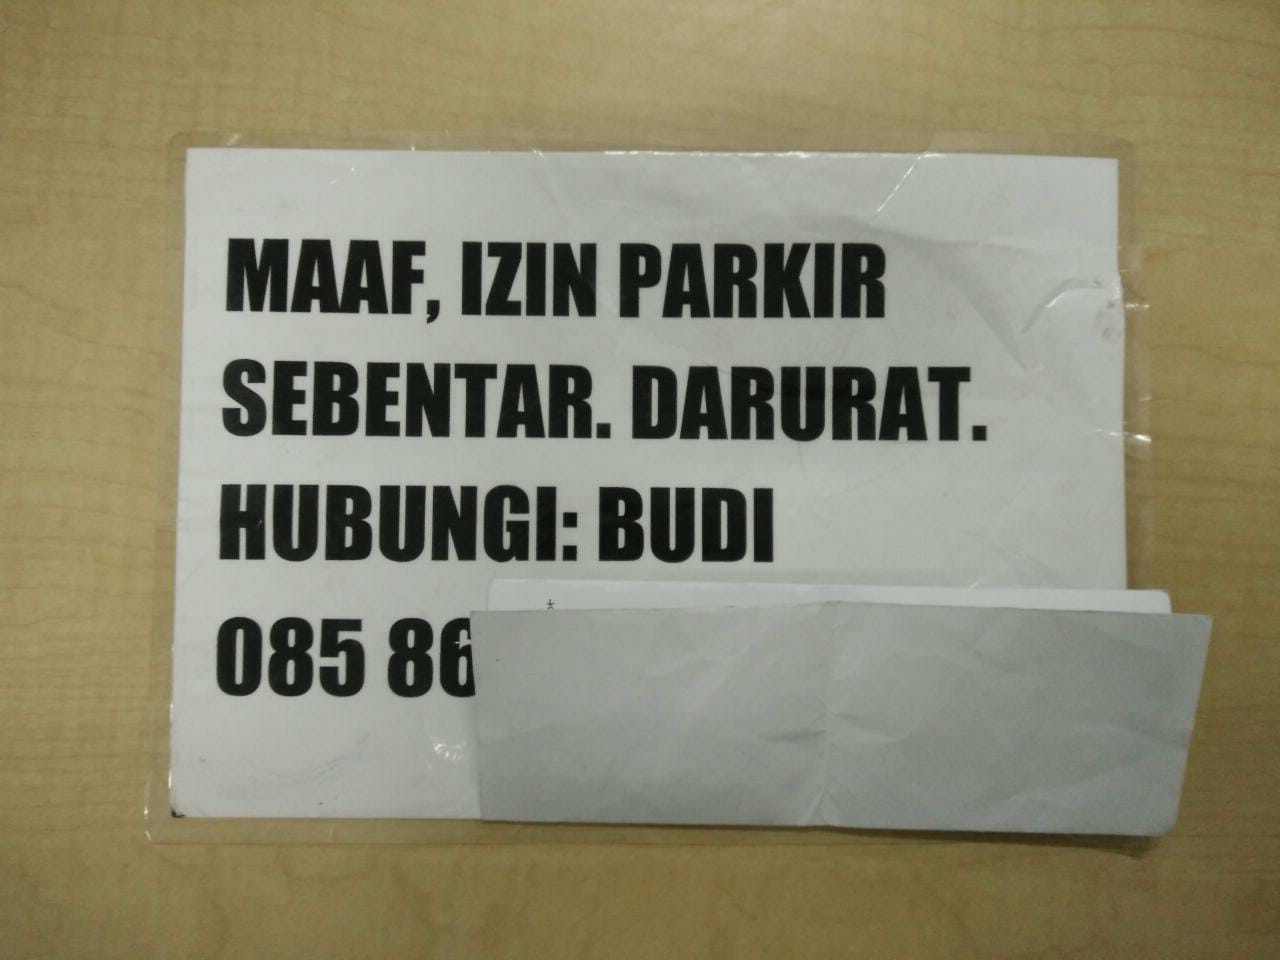 MAAF, IZIN PARKIR
SEBENTAR. DARURAT.
HUBUNGI: BUDI
085 86